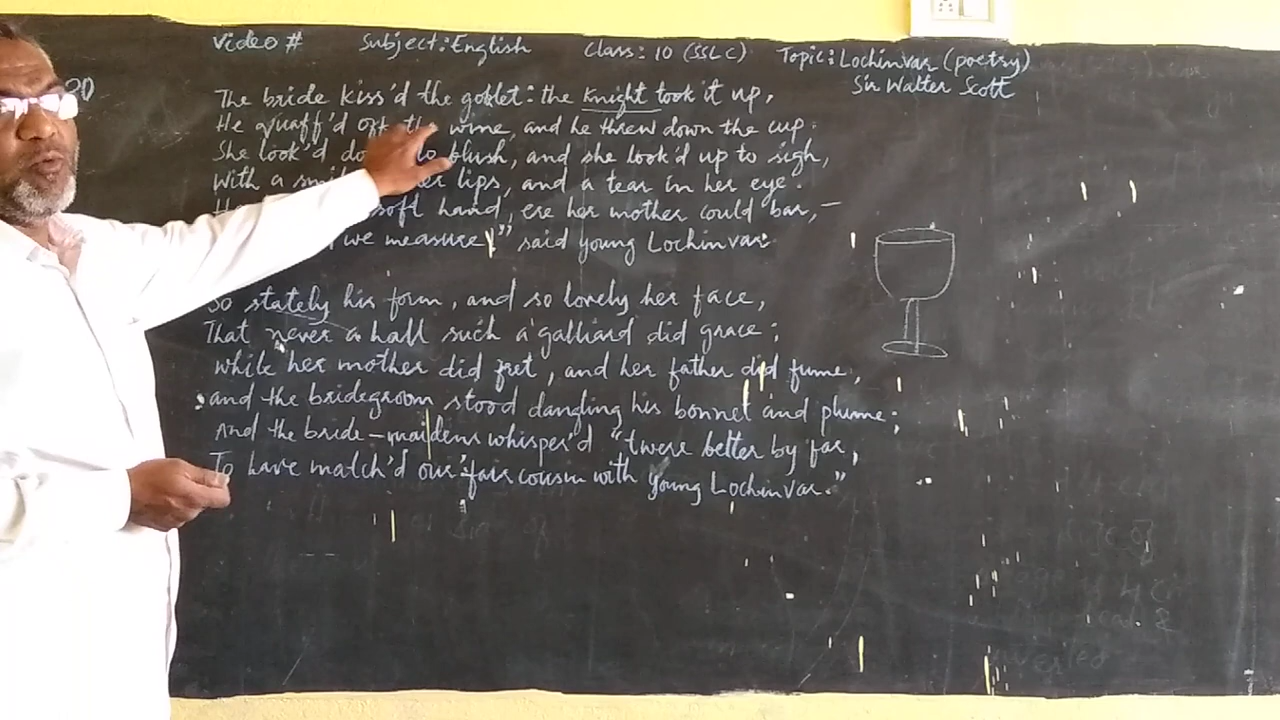 Video # Subject: English Class: 10 (SSLC) Topic: Lochinvar (poetry)
Sir Walter Scott
The bride kiss'd the goblet: the knight took it up,
He quaff'd off the wine, and he threw down the cup.
She look'd to blush, and she look'd up to sigh,
With a lips, and a tear in her eye.
soft hand, ere her mother could bar, –
we measure!" said young Lochinvar.
So stately his form, and so lovely her face,
That never a hall such a galliard did grace;
while her mother did fret, and her father did fume,
and the bridegroom stood dangling his bonnet and plume;
And the bride-maidens whisper'd "twere better by far,
To have match'd our fair cousin with young Lochinvar."